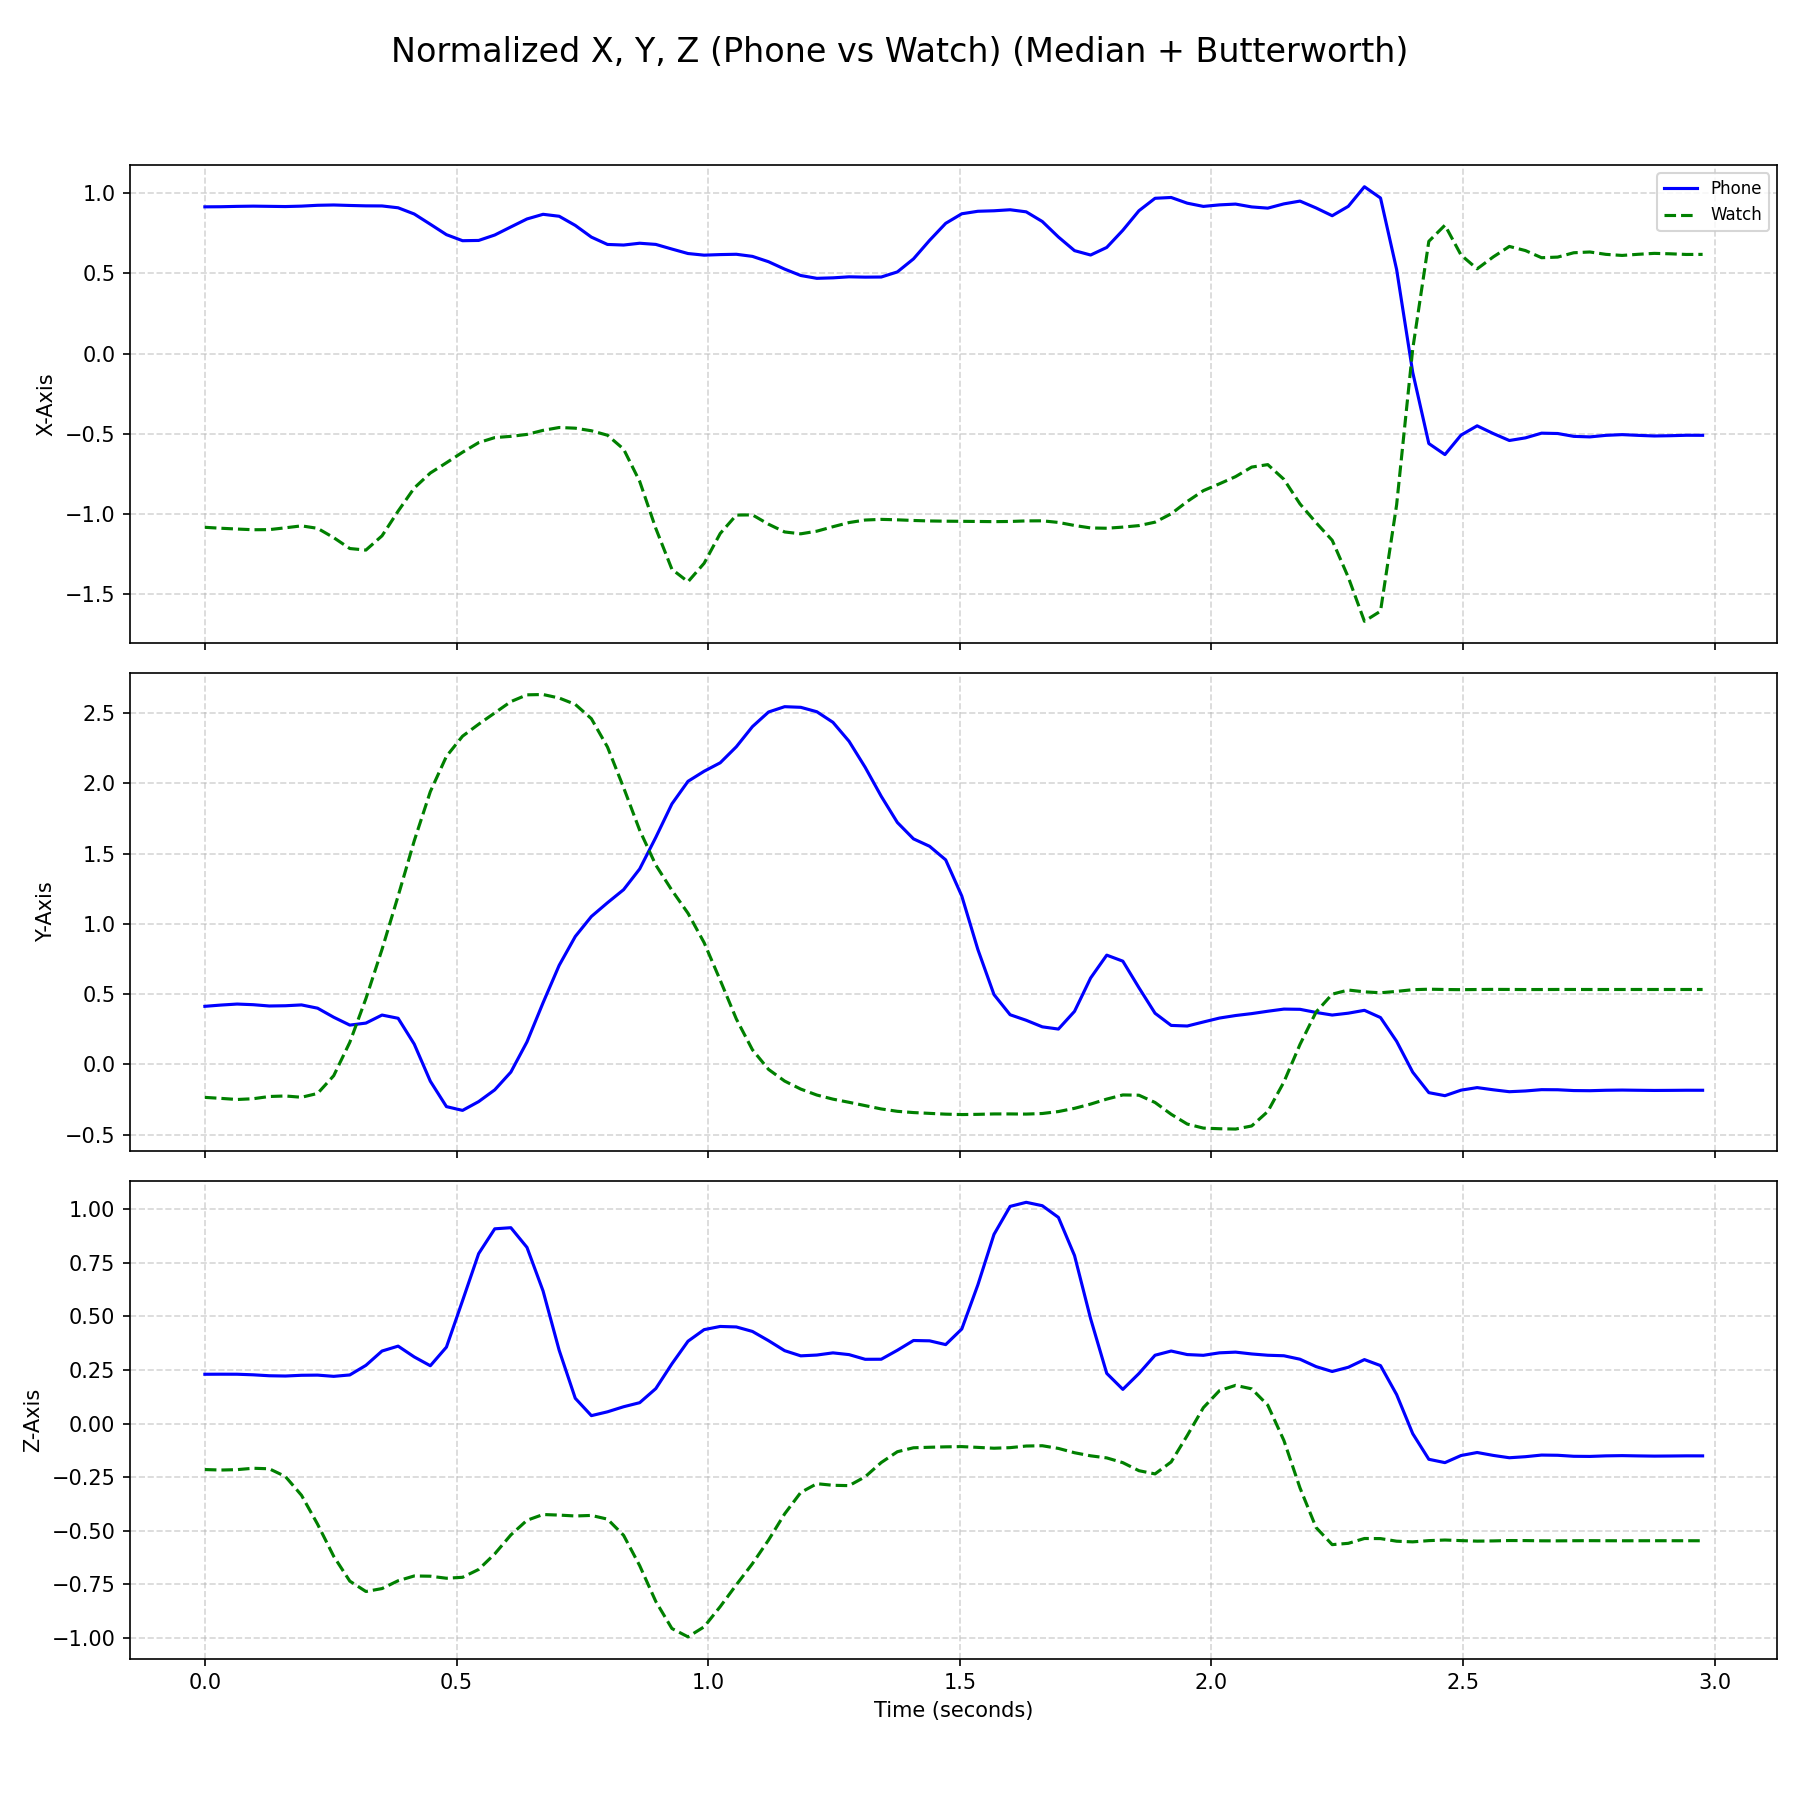 Normalized X, Y, Z (Phone vs Watch) (Median + Butterworth)
Phone
Watch
X-Axis
1.0
0.5
0.0
−0.5
−1.0
−1.5
Y-Axis
2.5
2.0
1.5
1.0
0.5
0.0
−0.5
Z-Axis
1.00
0.75
0.50
0.25
0.00
−0.25
−0.50
−0.75
−1.00
0.0 0.5 1.0 1.5 2.0 2.5 3.0
Time (seconds)